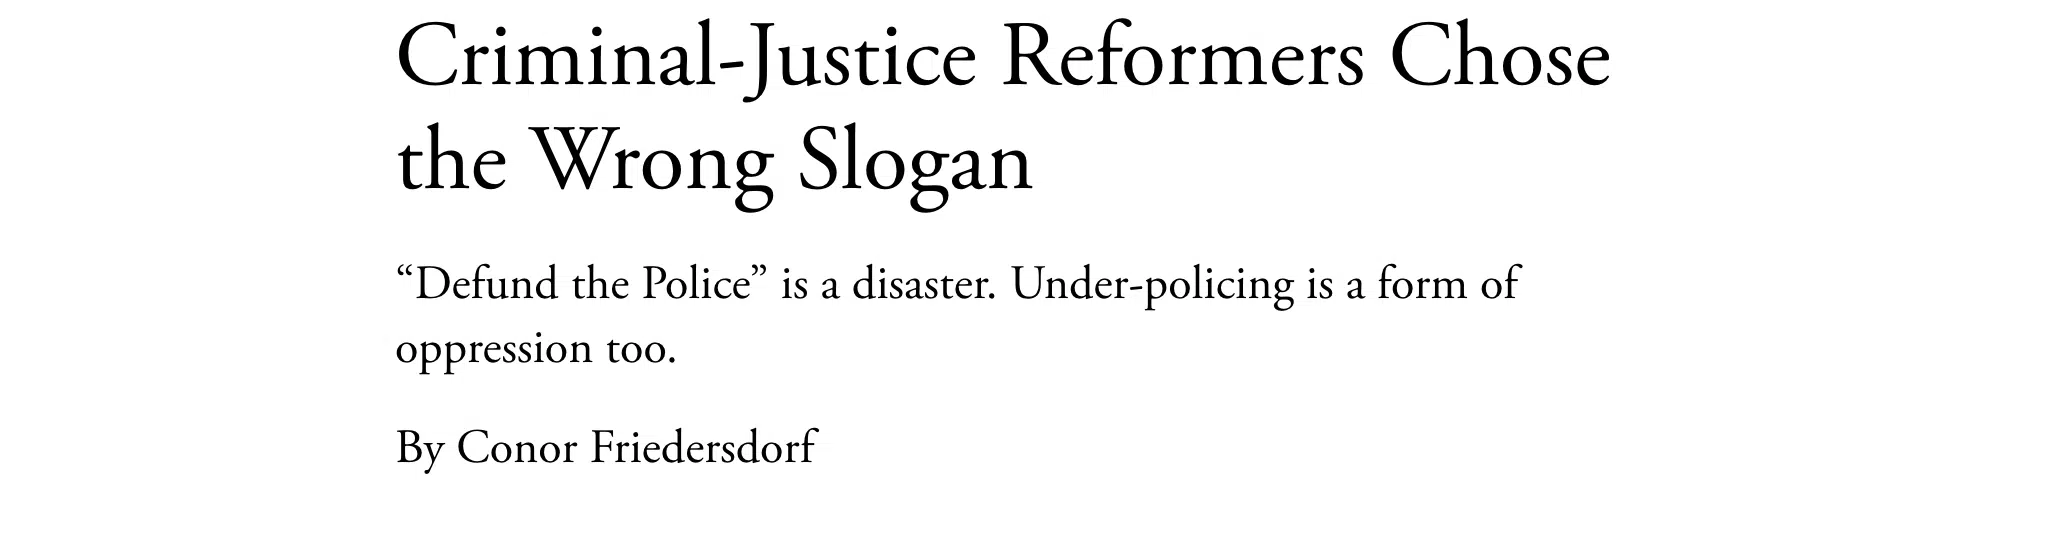 Criminal-Justice Reformers Chose
the Wrong Slogan
“Defund the Police” is a disaster. Under-policing is a form of
oppression too.
By Conor Friedersdorf